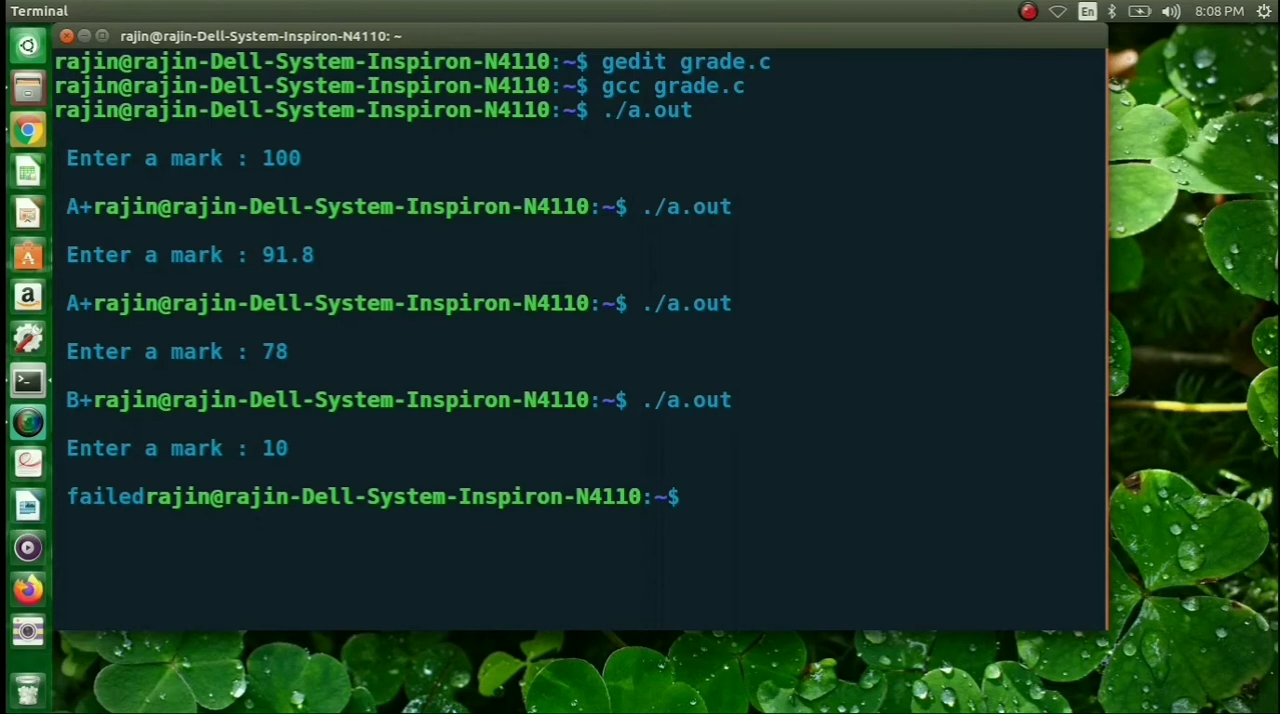 Terminal
En
8:08 PM
rajin@rajin-Dell-System-Inspiron-N4110: ~
rajin@rajin-Dell-System-Inspiron-N4110:~$ gedit grade.c
rajin@rajin-Dell-System-Inspiron-N4110:~$ gcc grade.c
rajin@rajin-Dell-System-Inspiron-N4110:~$ ./a.out
Enter a mark : 100
A+rajin@rajin-Dell-System-Inspiron-N4110:~$ ./a.out
Enter a mark : 91.8
A+rajin@rajin-Dell-System-Inspiron-N4110:~$ ./a.out
Enter a mark : 78
B+rajin@rajin-Dell-System-Inspiron-N4110:~$ ./a.out
Enter a mark : 10
failedrajin@rajin-Dell-System-Inspiron-N4110:~$